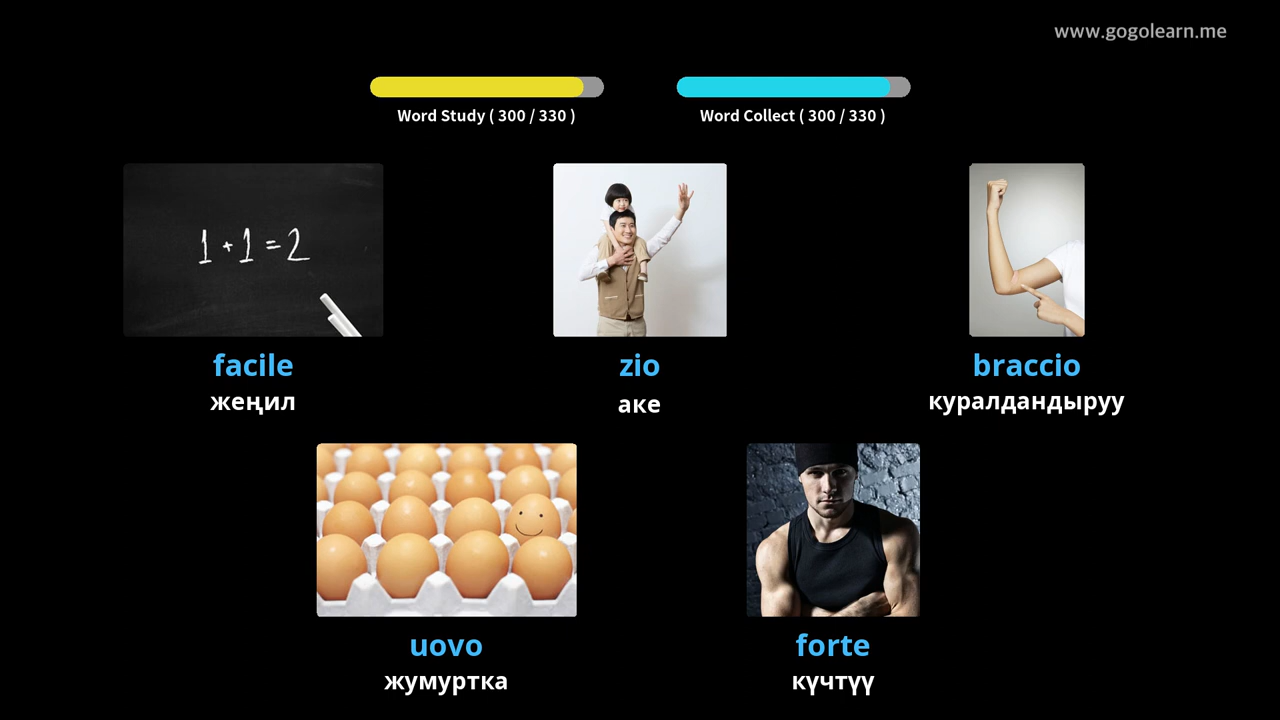 www.gogolearn.me
Word Study ( 300 / 330 )
Word Collect ( 300 / 330 )
1 + 1 = 2
facile
жеңил
zio
аке
braccio
куралдандыруу
uovo
жумуртка
forte
күчтүү